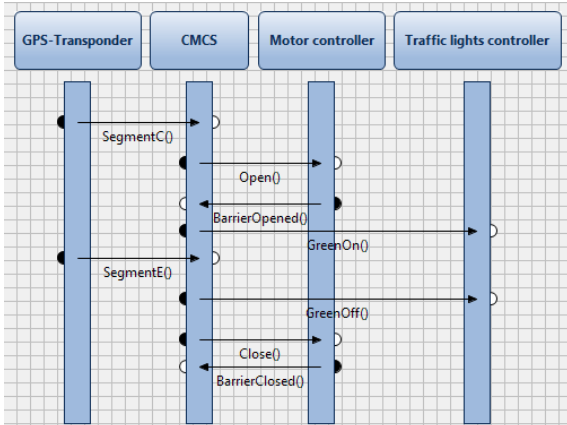 GPS-Transponder
CMCS
Motor controller
Traffic lights controller
SegmentC()
Open()
BarrierOpened()
GreenOn()
SegmentE()
GreenOff()
Close()
BarrierClosed()